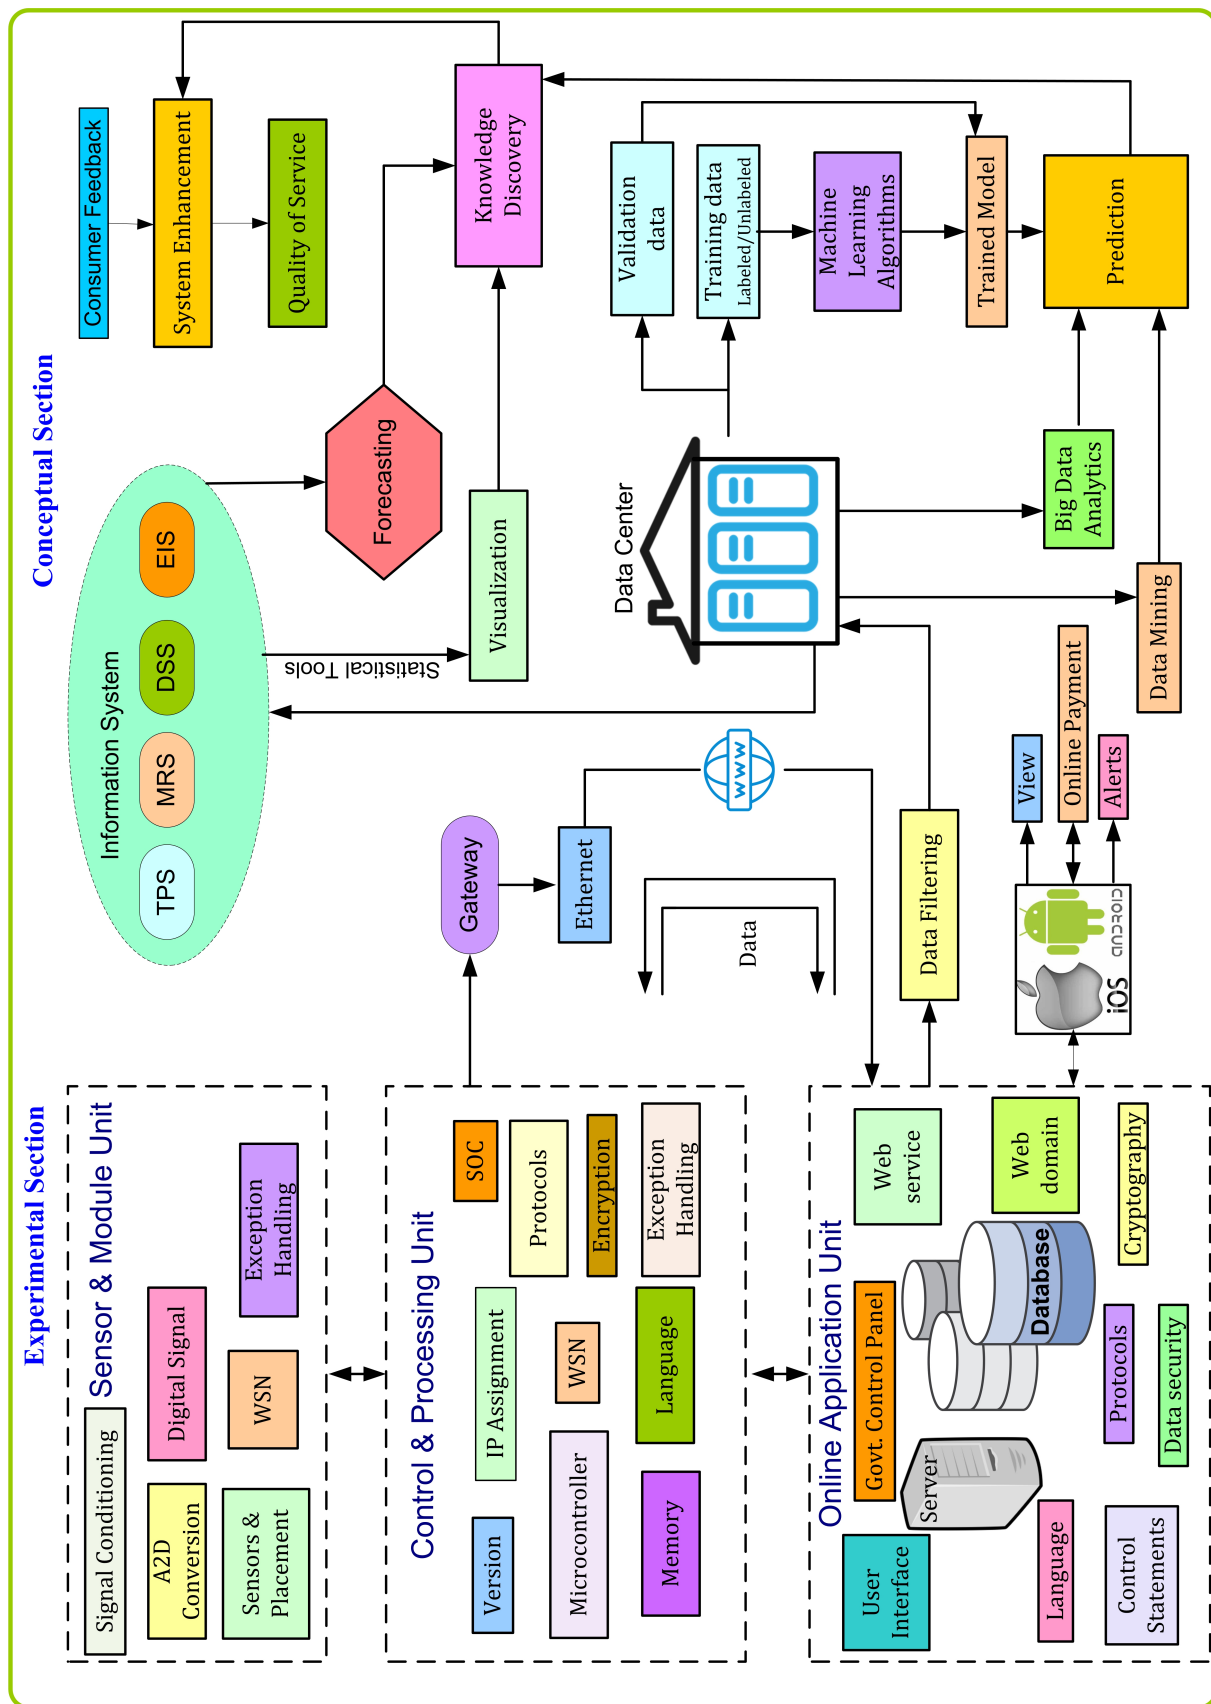 Experimental Section
Conceptual Section
Sensor & Module Unit
Signal Conditioning
A2D
Conversion
Digital Signal
Sensors &
Placement
WSN
Exception
Handling
Control & Processing Unit
Version
IP Assignment
SOC
Protocols
Microcontroller
WSN
Encryption
Memory
Language
Exception
Handling
Online Application Unit
User
Interface
Govt. Control Panel
Web
service
Server
Database
Web
domain
Language
Protocols
Cryptography
Control
Statements
Data security
Gateway
Ethernet
WWW
Data
Data Filtering
iOS
ANDROID
View
Online Payment
Alerts
Information System
TPS
MRS
DSS
EIS
Statistical Tools
Forecasting
Visualization
Consumer Feedback
System Enhancement
Quality of Service
Knowledge
Discovery
Data Center
Validation
data
Training data
Labeled/Unlabeled
Machine
Learning
Algorithms
Trained Model
Prediction
Big Data
Analytics
Data Mining